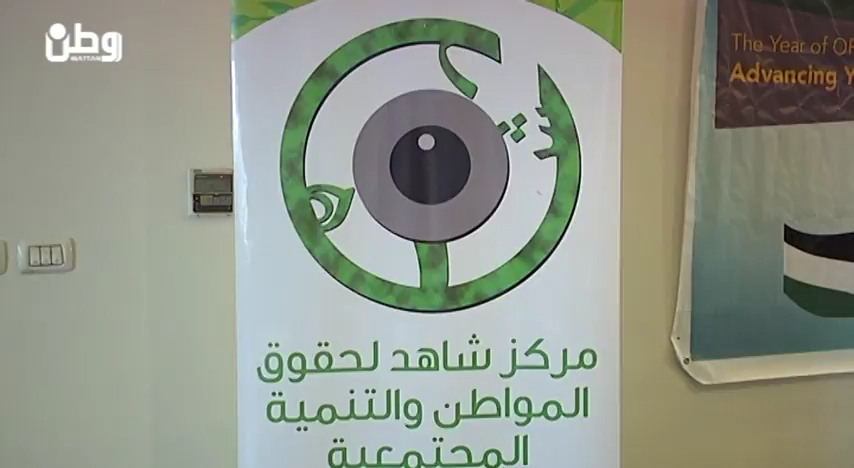 وطن
WATTAN
The Year of
Advancing
مركز شاهد لحقوق
المواطن والتنمية
المجتمعية